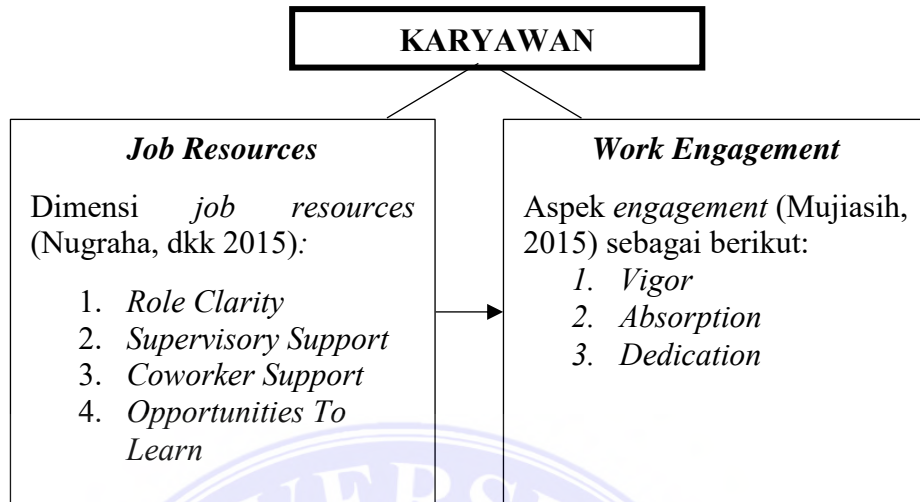 KARYAWAN
Job Resources
Dimensi job resources
(Nugraha, dkk 2015):
1. Role Clarity
2. Supervisory Support
3. Coworker Support
4. Opportunities To
Learn
Work Engagement
Aspek engagement (Mujiasih,
2015) sebagai berikut:
1. Vigor
2. Absorption
3. Dedication